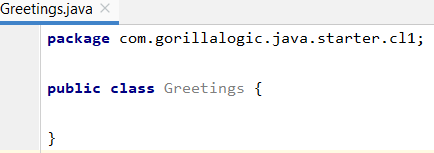 Greetings.java
package com.gorillalogic.java.starter.cl1;
public class Greetings {
}